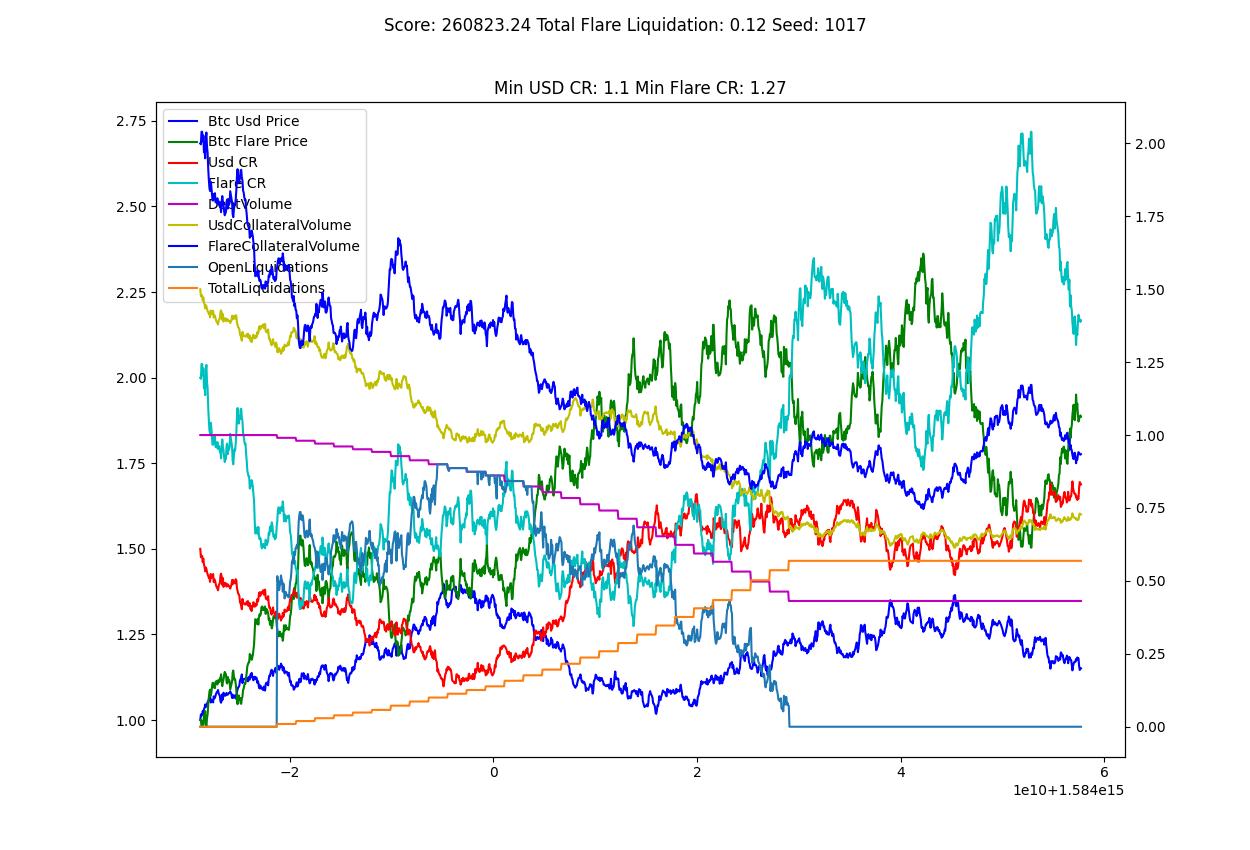 Score: 260823.24 Total Flare Liquidation: 0.12 Seed: 1017
Min USD CR: 1.1 Min Flare CR: 1.27
Btc Usd Price
Btc Flare Price
Usd CR
Flare CR
DebtVolume
UsdCollateralVolume
FlareCollateralVolume
OpenLiquidations
TotalLiquidations
2.75
2.50
2.25
2.00
1.75
1.50
1.25
1.00
2.00
1.75
1.50
1.25
1.00
0.75
0.50
0.25
0.00
−2
0
2
4
6
1e10+1.584e15